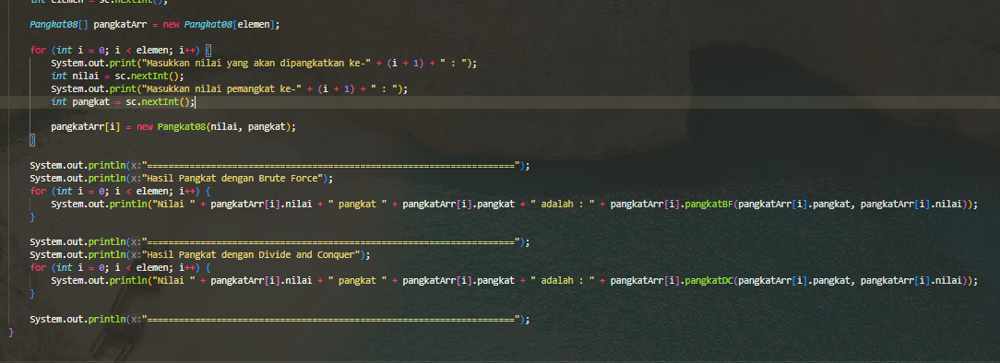 int elemen = sc.nextInt();
Pangkat08[] pangkatArr = new Pangkat08[elemen];
for (int i = 0; i < elemen; i++) {
System.out.print("Masukkan nilai yang akan dipangkatkan ke-" + (i + 1) + " : ");
int nilai = sc.nextInt();
System.out.print("Masukkan nilai pemangkat ke-" + (i + 1) + " : ");
int pangkat = sc.nextInt();
pangkatArr[i] = new Pangkat08(nilai, pangkat);
}
System.out.println(x:"=====================================================================");
System.out.println(x:"Hasil Pangkat dengan Brute Force");
for (int i = 0; i < elemen; i++) {
System.out.println("Nilai " + pangkatArr[i].nilai + " pangkat " + pangkatArr[i].pangkat + " adalah : " + pangkatArr[i].pangkatBF(pangkatArr[i].pangkat, pangkatArr[i].nilai));
}
System.out.println(x:"=====================================================================");
System.out.println(x:"Hasil Pangkat dengan Divide and Conquer");
for (int i = 0; i < elemen; i++) {
System.out.println("Nilai " + pangkatArr[i].nilai + " pangkat " + pangkatArr[i].pangkat + " adalah : " + pangkatArr[i].pangkatDC(pangkatArr[i].pangkat, pangkatArr[i].nilai));
}
System.out.println(x:"=====================================================================");
}